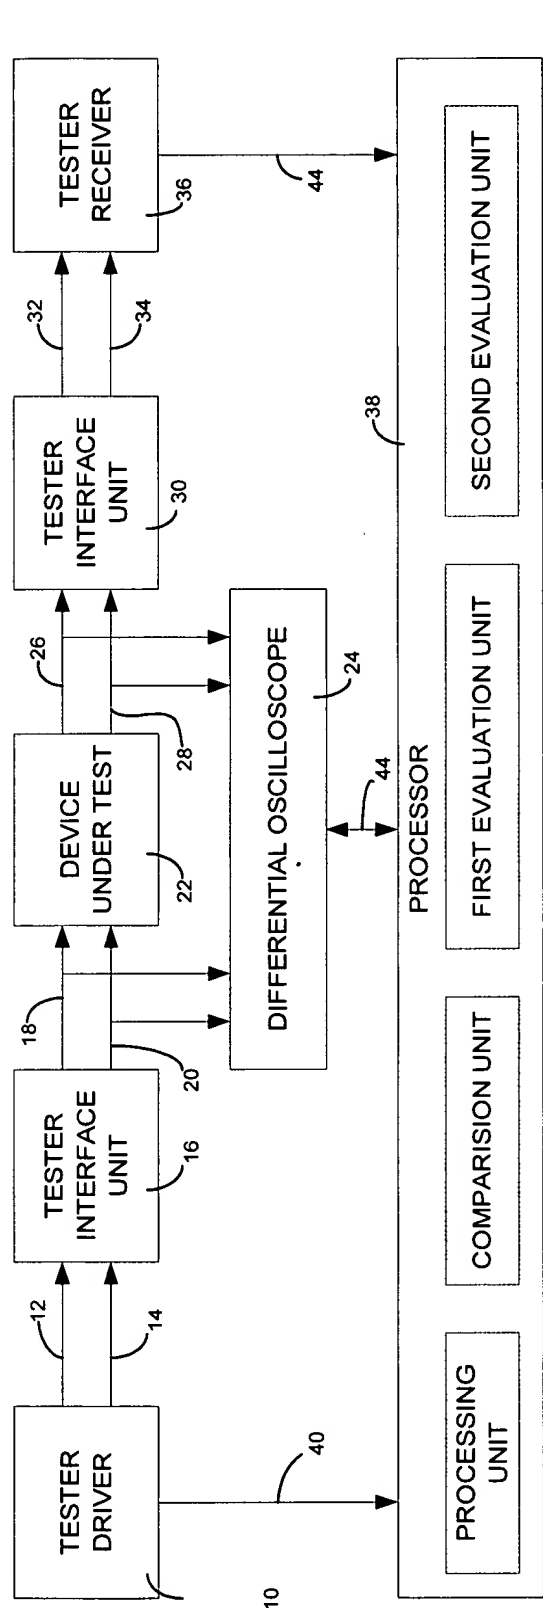 TESTER
DRIVER
10
12
14
TESTER
INTERFACE
UNIT
16
18
20
DEVICE
UNDER TEST
22
26
28
TESTER
INTERFACE
UNIT
30
32
34
TESTER
RECEIVER
36
DIFFERENTIAL OSCILLOSCOPE
24
40
44
44
PROCESSOR
38
PROCESSING
UNIT
COMPARISION UNIT
FIRST EVALUATION UNIT
SECOND EVALUATION UNIT